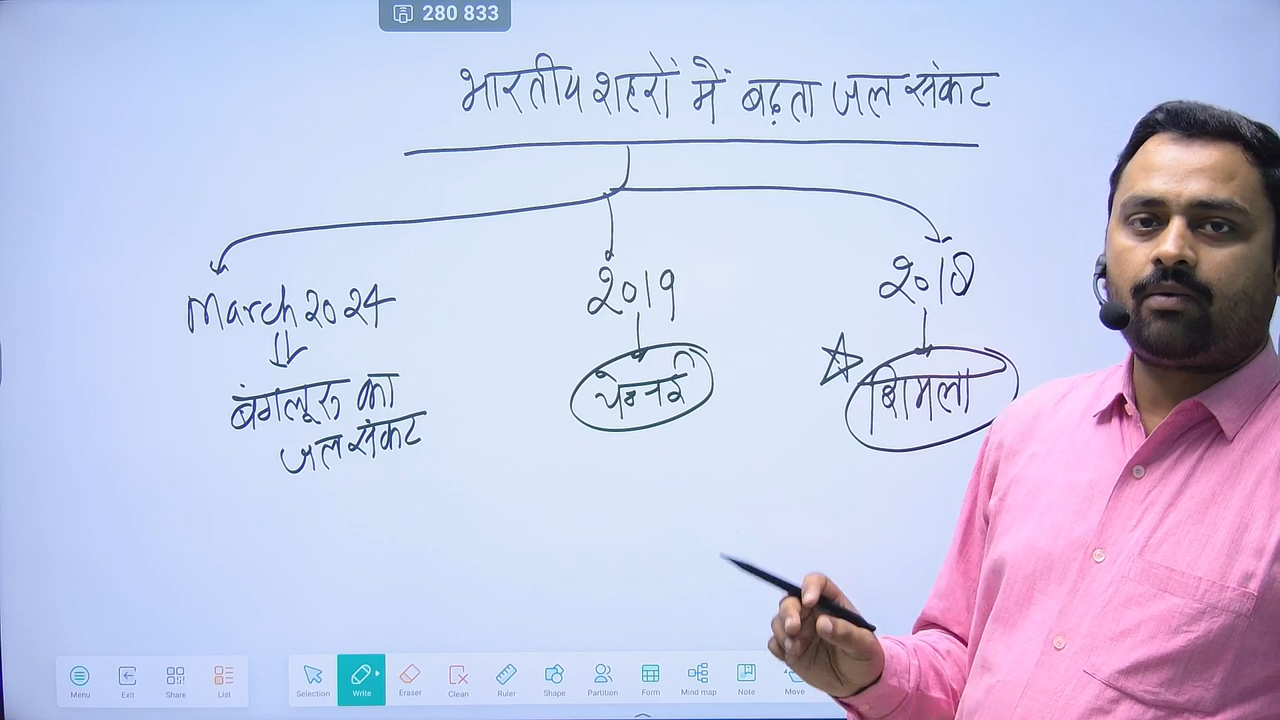 280 833
भारतीय शहरों में बढ़ता जल संकट
March 2024
2019
2018
बंगलूरु का
जल संकट
चेन्नई
शिमला
Menu
Exit
Share
List
Selection
Write
Eraser
Clean
Ruler
Shape
Partition
Form
Mind map
Note
Move